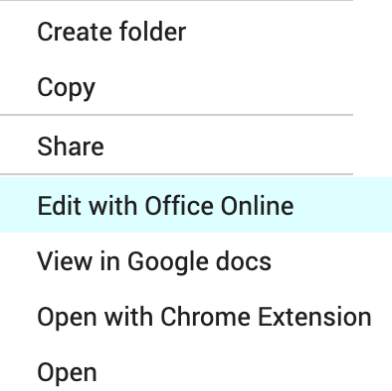 Create folder
Copy
Share
Edit with Office Online
View in Google docs
Open with Chrome Extension
Open